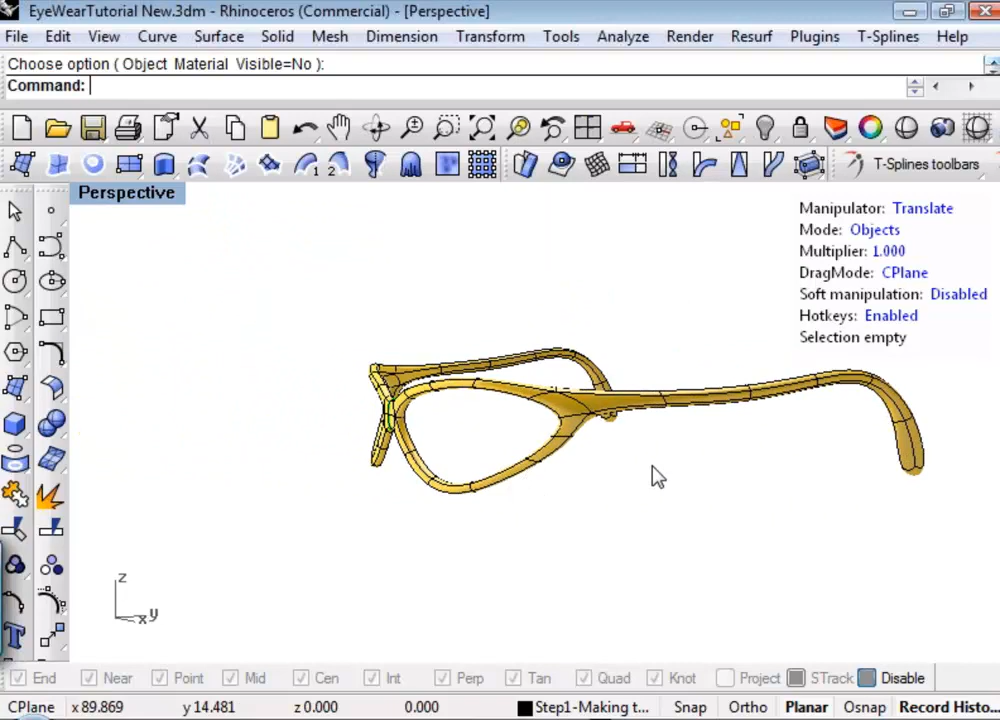 EyeWearTutorial New.3dm - Rhinoceros (Commercial) - [Perspective]
File Edit View Curve Surface Solid Mesh Dimension Transform Tools Analyze Render Resurf Plugins T-Splines Help
Choose option ( Object Material Visible=No ):
Command:
1 2 T-Splines toolbars
Perspective
Manipulator: Translate
Mode: Objects
Multiplier: 1.000
DragMode: CPlane
Soft manipulation: Disabled
Hotkeys: Enabled
Selection empty
z
x y
End Near Point Mid Cen Int Perp Tan Quad Knot Project STrack Disable
CPlane x 89.869 y 14.481 z 0.000 0.000 Step1-Making t... Snap Ortho Planar Osnap Record Histo...